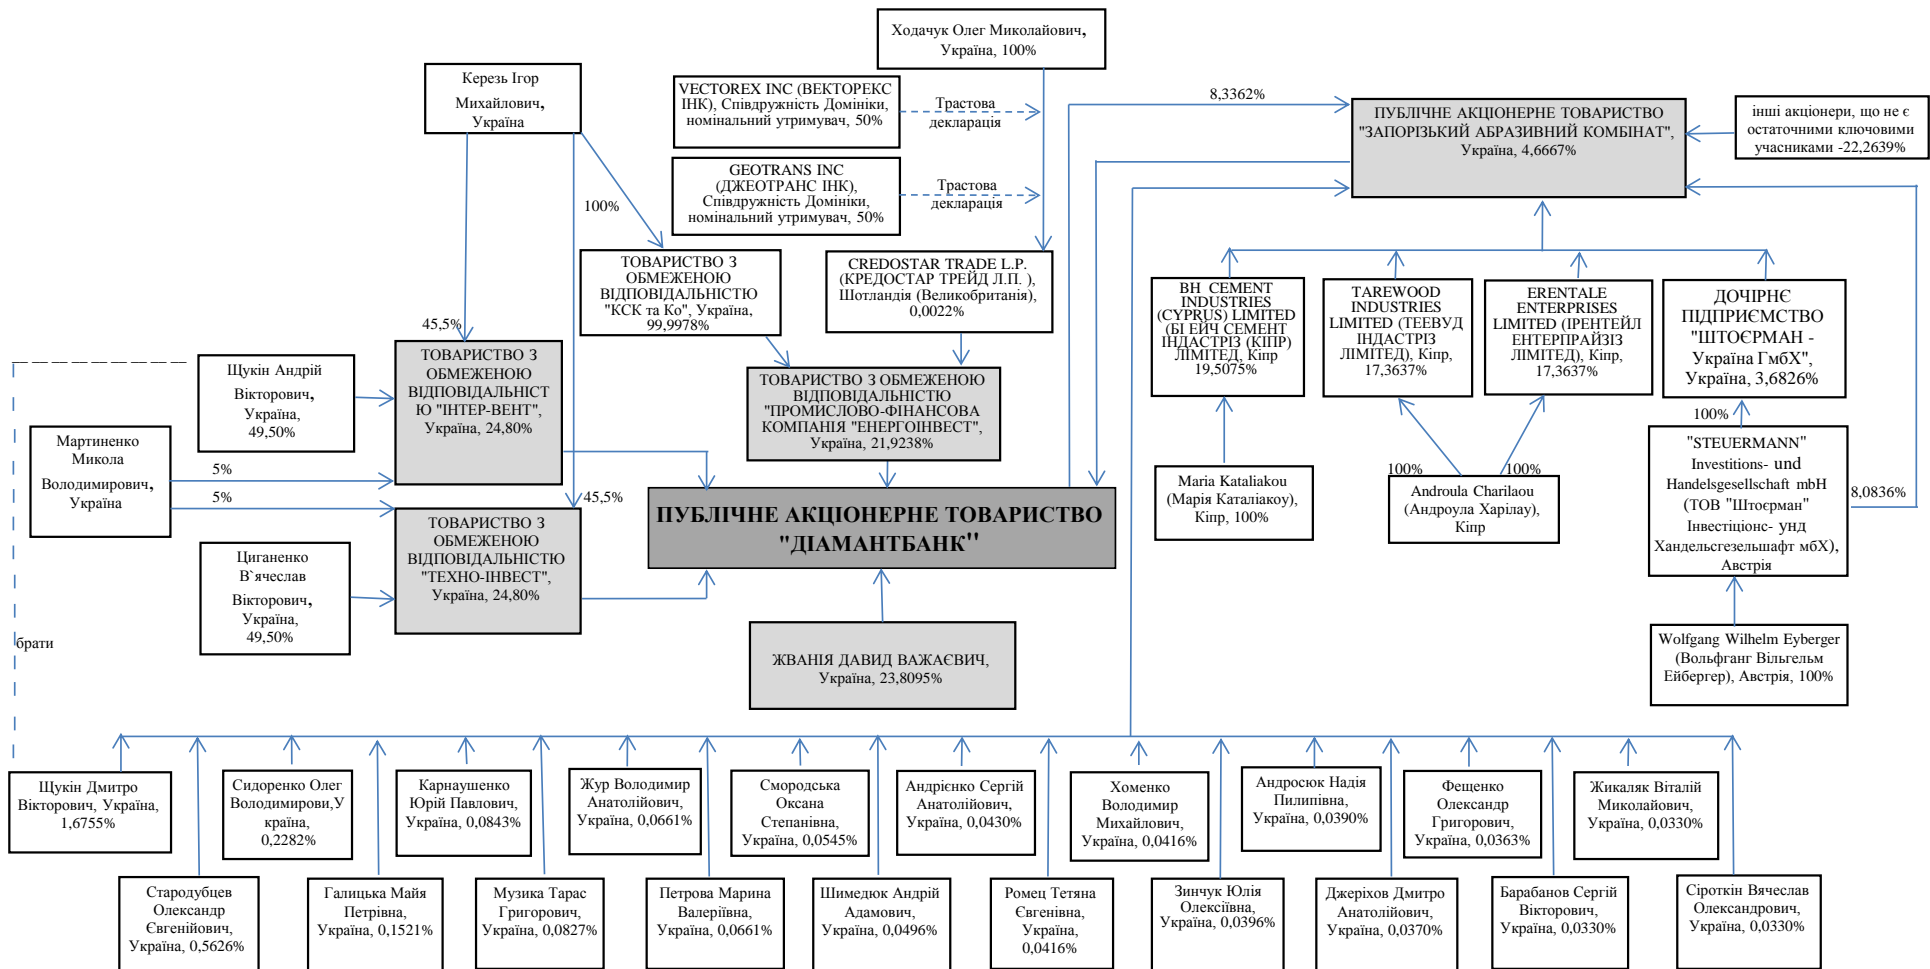 Ходачук Олег Миколайович,
Україна, 100%
Керезь Ігор
Михайлович,
Україна
VECTOREX INC (ВЕКТОРЕКС
ІНК), Співдружність Домініки,
номінальний утримувач, 50%
Трастова
декларація
GEOTRANS INC
(ДЖЕОТРАНС ІНК),
Співдружність Домініки,
номінальний утримувач, 50%
Трастова
декларація
8,3362%
ПУБЛІЧНЕ АКЦІОНЕРНЕ ТОВАРИСТВО
"ЗАПОРІЗЬКИЙ АБРАЗИВНИЙ КОМБІНАТ",
Україна, 4,6667%
інші акціонери, що не є
остаточними ключовими
учасниками -22,2639%
100%
ТОВАРИСТВО З
ОБМЕЖЕНОЮ
ВІДПОВІДАЛЬНІСТЮ
"КСК та Ко", Україна,
99,9978%
CREDOSTAR TRADE L.P.
(КРЕДОСТАР ТРЕЙД Л.П. ),
Шотландія (Великобританія),
0,0022%
BH CEMENT
INDUSTRIES
(CYPRUS) LIMITED
(БІ ЕЙЧ СЕМЕНТ
ІНДАСТРІЗ (КІПР)
ЛІМІТЕД, Кіпр
19,5075%
TAREWOOD
INDUSTRIES
LIMITED (ТЕЕВУД
ІНДАСТРІЗ
ЛІМІТЕД), Кіпр,
17,3637%
ERENTALE
ENTERPRISES
LIMITED (ІРЕНТЕЙЛ
ЕНТЕРПРАЙЗІЗ
ЛІМІТЕД), Кіпр,
17,3637%
ДОЧІРНЄ
ПІДПРИЄМСТВО
"ШТОЄРМАН -
Україна ГмбХ",
Україна, 3,6826%
45,5%
ТОВАРИСТВО З
ОБМЕЖЕНОЮ
ВІДПОВІДАЛЬНІСТ
Ю "ІНТЕР-ВЕНТ",
Україна, 24,80%
Щукін Андрій
Вікторович,
Україна,
49,50%
ТОВАРИСТВО З ОБМЕЖЕНОЮ
ВІДПОВІДАЛЬНІСТЮ
"ПРОМИСЛОВО-ФІНАНСОВА
КОМПАНІЯ "ЕНЕРГОІНВЕСТ",
Україна, 21,9238%
Мартиненко
Микола
Володимирович,
Україна
5%
5%
45,5%
100%
100%
100%
Maria Kataliakou
(Марія Каталіакоу),
Кіпр, 100%
Androula Charilaou
(Андроула Харілау),
Кіпр
"STEUERMANN"
Investitions- und
Handelsgesellschaft mbH
(ТОВ "Штоєрман"
Інвестіціонс- унд
Хандельсгезельшафт мбХ),
Австрія
8,0836%
ТОВАРИСТВО З
ОБМЕЖЕНОЮ
ВІДПОВІДАЛЬНІСТЮ
"ТЕХНО-ІНВЕСТ",
Україна, 24,80%
ПУБЛІЧНЕ АКЦІОНЕРНЕ ТОВАРИСТВО
"ДІАМАНТБАНК"
Циганенко
В`ячеслав
Вікторович,
Україна,
49,50%
брати
ЖВАНІЯ ДАВИД ВАЖАЄВИЧ,
Україна, 23,8095%
Wolfgang Wilhelm Eyberger
(Вольфганг Вільгельм
Ейбергер), Австрія, 100%
Щукін Дмитро
Вікторович, Україна,
1,6755%
Сидоренко Олег
Володимирови,У
країна,
0,2282%
Карнаушенко
Юрій Павлович,
Україна, 0,0843%
Жур Володимир
Анатолійович,
Україна, 0,0661%
Смородська
Оксана
Степанівна,
Україна, 0,0545%
Андрієнко Сергій
Анатолійович,
Україна, 0,0430%
Хоменко
Володимир
Михайлович,
Україна, 0,0416%
Андросюк Надія
Пилипівна,
Україна, 0,0390%
Фещенко
Олександр
Григорович,
Україна, 0,0363%
Жикаляк Віталій
Миколайович,
Україна, 0,0330%
Стародубцев
Олександр
Євгенійович,
Україна, 0,5626%
Галицька Майя
Петрівна,
Україна, 0,1521%
Музика Тарас
Григорович,
Україна, 0,0827%
Петрова Марина
Валеріївна,
Україна, 0,0661%
Шимедюк Андрій
Адамович,
Україна, 0,0496%
Ромец Тетяна
Євгенівна,
Україна,
0,0416%
Зинчук Юлія
Олексіївна,
Україна, 0,0396%
Джеріхов Дмитро
Анатолійович,
Україна, 0,0370%
Барабанов Сергій
Вікторович,
Україна, 0,0330%
Сіроткін Вячеслав
Олександрович,
Україна, 0,0330%